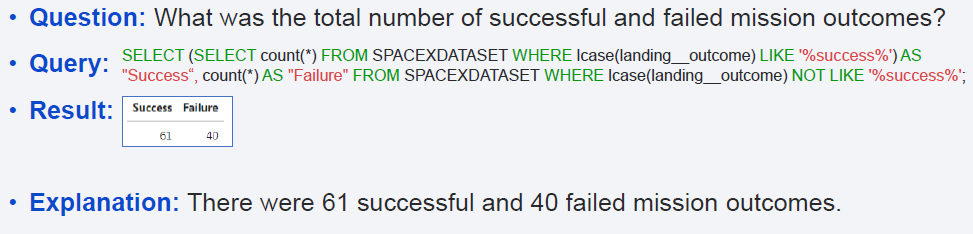 • Question: What was the total number of successful and failed mission outcomes?
• Query: SELECT (SELECT count(*) FROM SPACEXDATASET WHERE lcase(landing__outcome) LIKE '%success%') AS
"Success“, count(*) AS "Failure" FROM SPACEXDATASET WHERE lcase(landing__outcome) NOT LIKE '%success%';
• Result:
Success Failure
61 40
• Explanation: There were 61 successful and 40 failed mission outcomes.